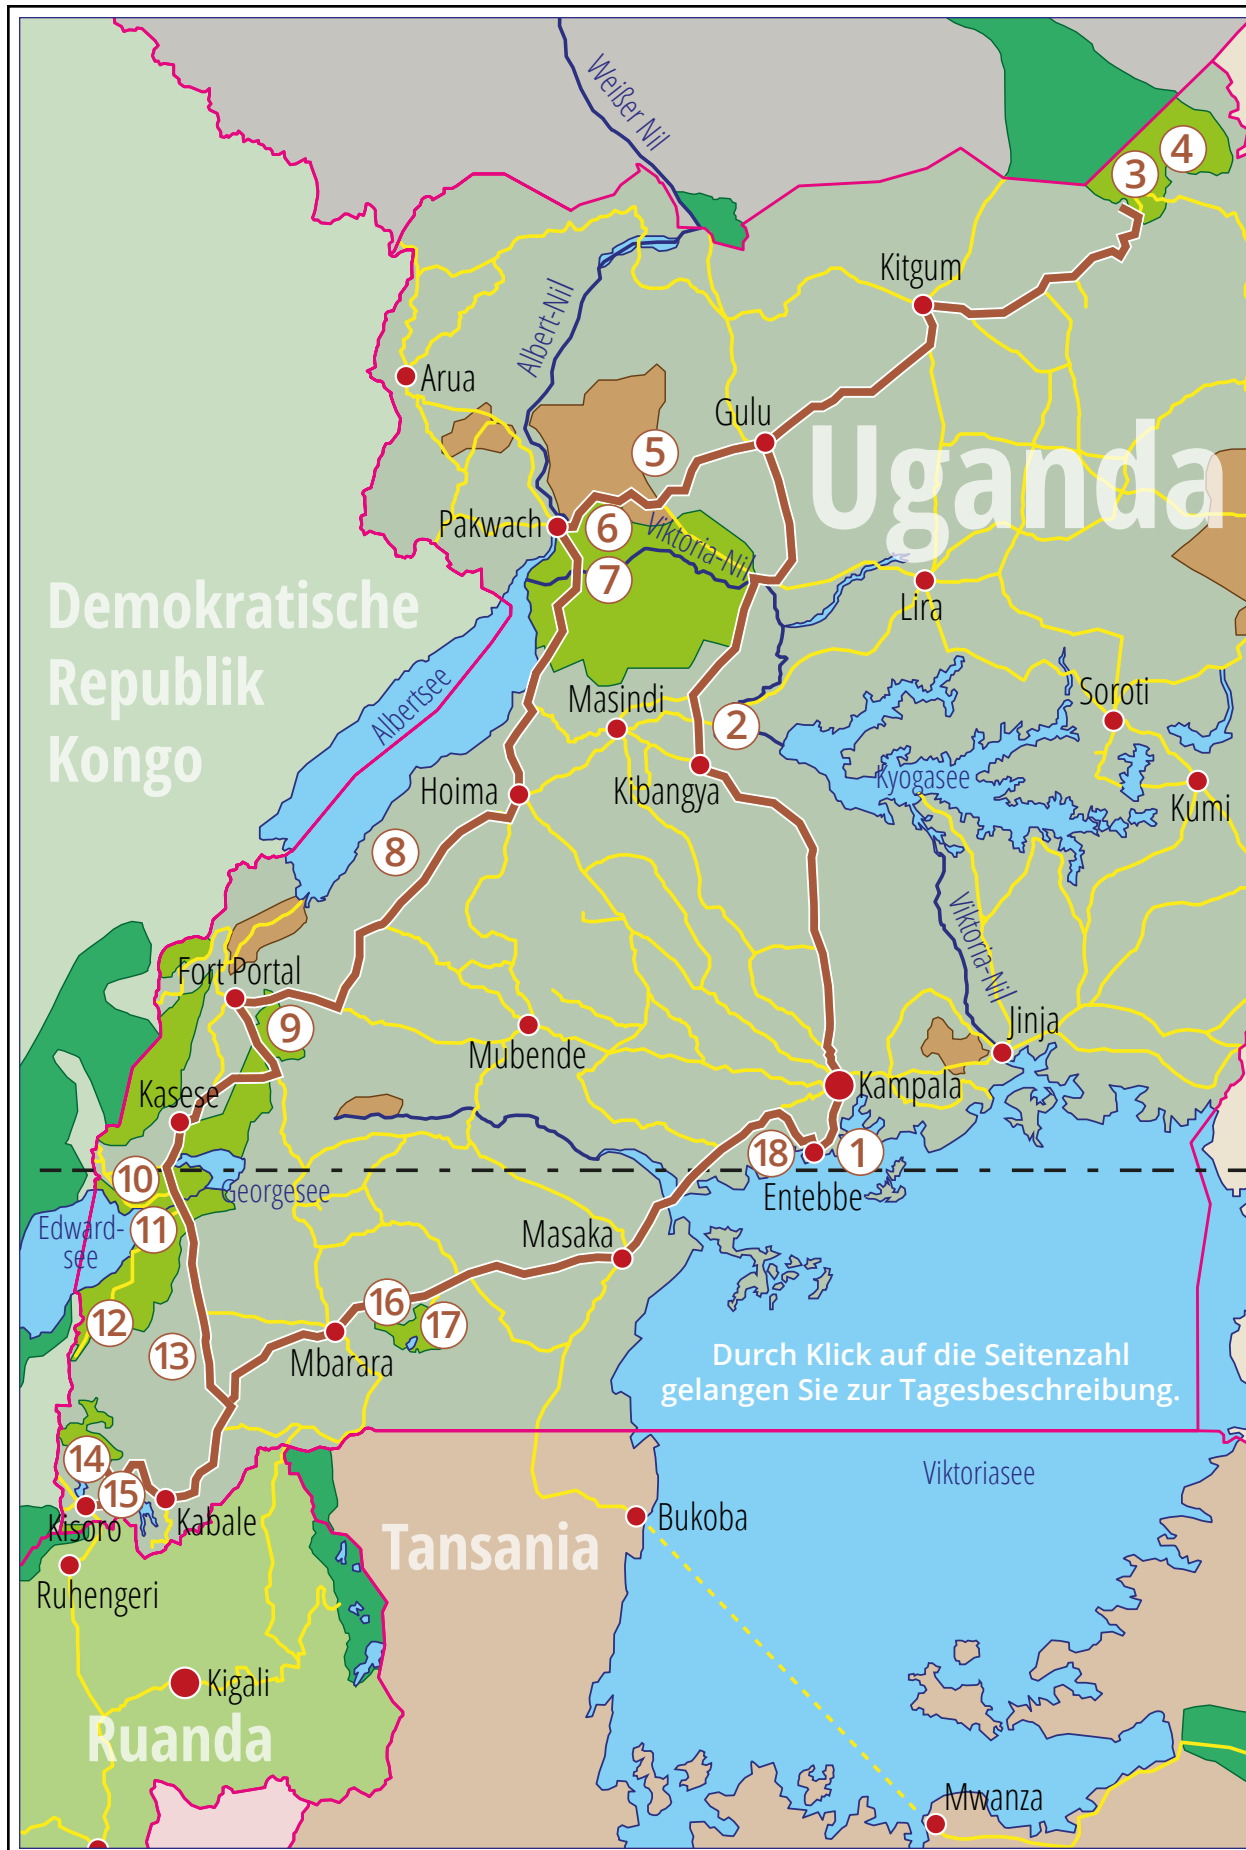 Weißer Nil
4
3
Kitgum
Albert-Nil
Arua
Gulu
Uganda
5
Pakwach
6
Viktoria-Nil
7
Demokratische
Republik
Kongo
Lira
Albertsee
Masindi
Soroti
2
Hoima
Kibangya
Kyogasee
Kumi
8
Viktoria-Nil
Fort Portal
9
Jinja
Mubende
Kampala
Kasese
18
1
10
Georgesee
Entebbe
Edward-
see
11
Masaka
12
16
17
13
Mbarara
Durch Klick auf die Seitenzahl
gelangen Sie zur Tagesbeschreibung.
14
15
Viktoriasee
Kisoro
Kabale
Bukoba
Tansania
Ruhengeri
Kigali
Ruanda
Mwanza